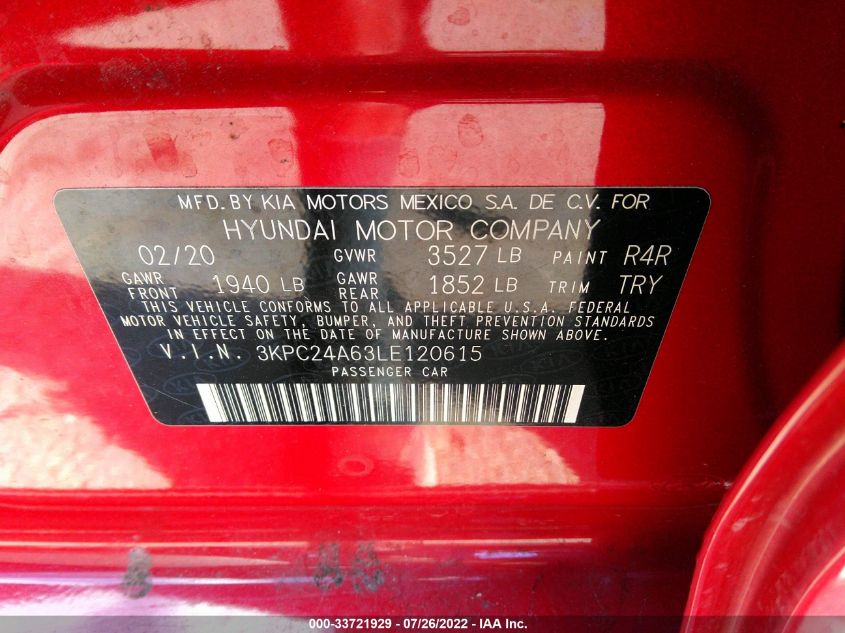 MFD. BY KIA MOTORS MEXICO S.A. DE C.V. FOR
HYUNDAI MOTOR COMPANY
02/20 GVWR 3527 LB PAINT R4R
GAWR FRONT 1940 LB GAWR REAR 1852 LB TRIM TRY
THIS VEHICLE CONFORMS TO ALL APPLICABLE U.S.A. FEDERAL
MOTOR VEHICLE SAFETY, BUMPER, AND THEFT PREVENTION STANDARDS
IN EFFECT ON THE DATE OF MANUFACTURE SHOWN ABOVE.
V.I.N. 3KPC24A63LE120615
PASSENGER CAR
000-33721929 - 07/26/2022 - IAA Inc.